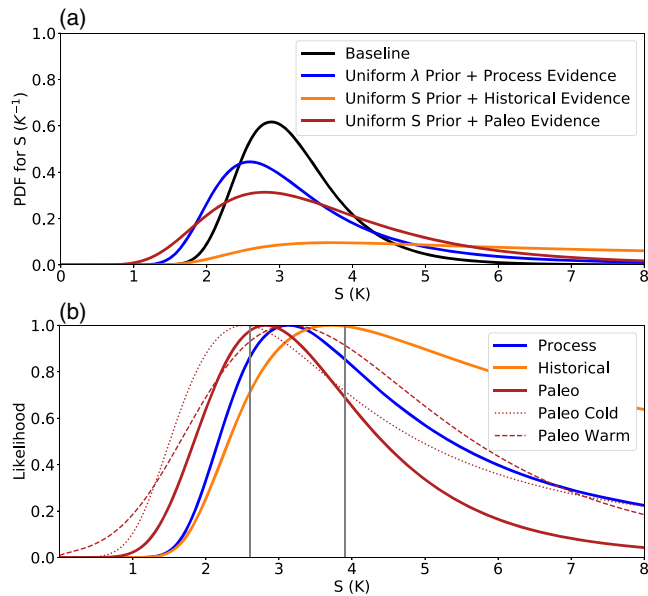 (a)
1.0
0.8
0.6
0.4
0.2
0.0
PDF for S (K⁻¹)
Baseline
Uniform λ Prior + Process Evidence
Uniform S Prior + Historical Evidence
Uniform S Prior + Paleo Evidence
0 1 2 3 4 5 6 7 8
S (K)
(b)
1.0
0.8
0.6
0.4
0.2
0.0
Likelihood
Process
Historical
Paleo
Paleo Cold
Paleo Warm
1 2 3 4 5 6 7 8
S (K)